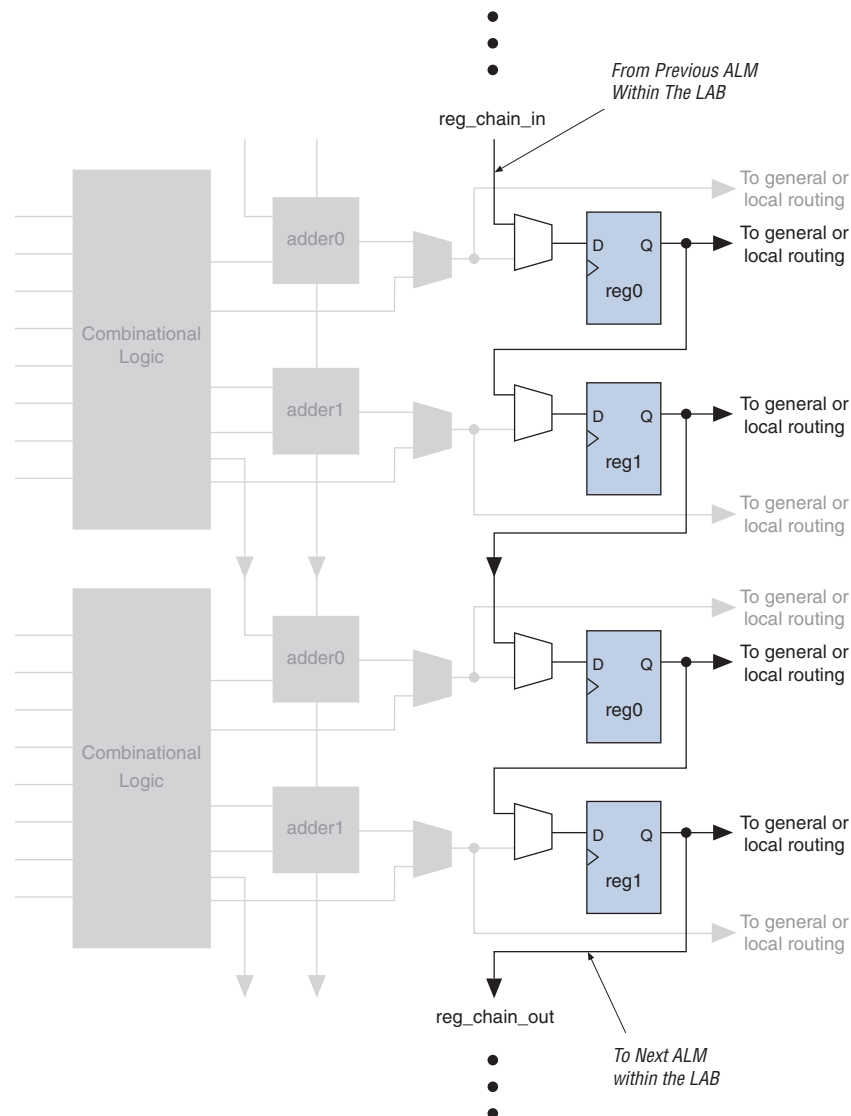 From Previous ALM
Within The LAB
reg_chain_in
To general or
local routing
adder0
D Q
reg0
To general or
local routing
Combinational
Logic
adder1
D Q
reg1
To general or
local routing
To general or
local routing
To general or
local routing
adder0
D Q
reg0
To general or
local routing
Combinational
Logic
adder1
D Q
reg1
To general or
local routing
To general or
local routing
reg_chain_out
To Next ALM
within the LAB